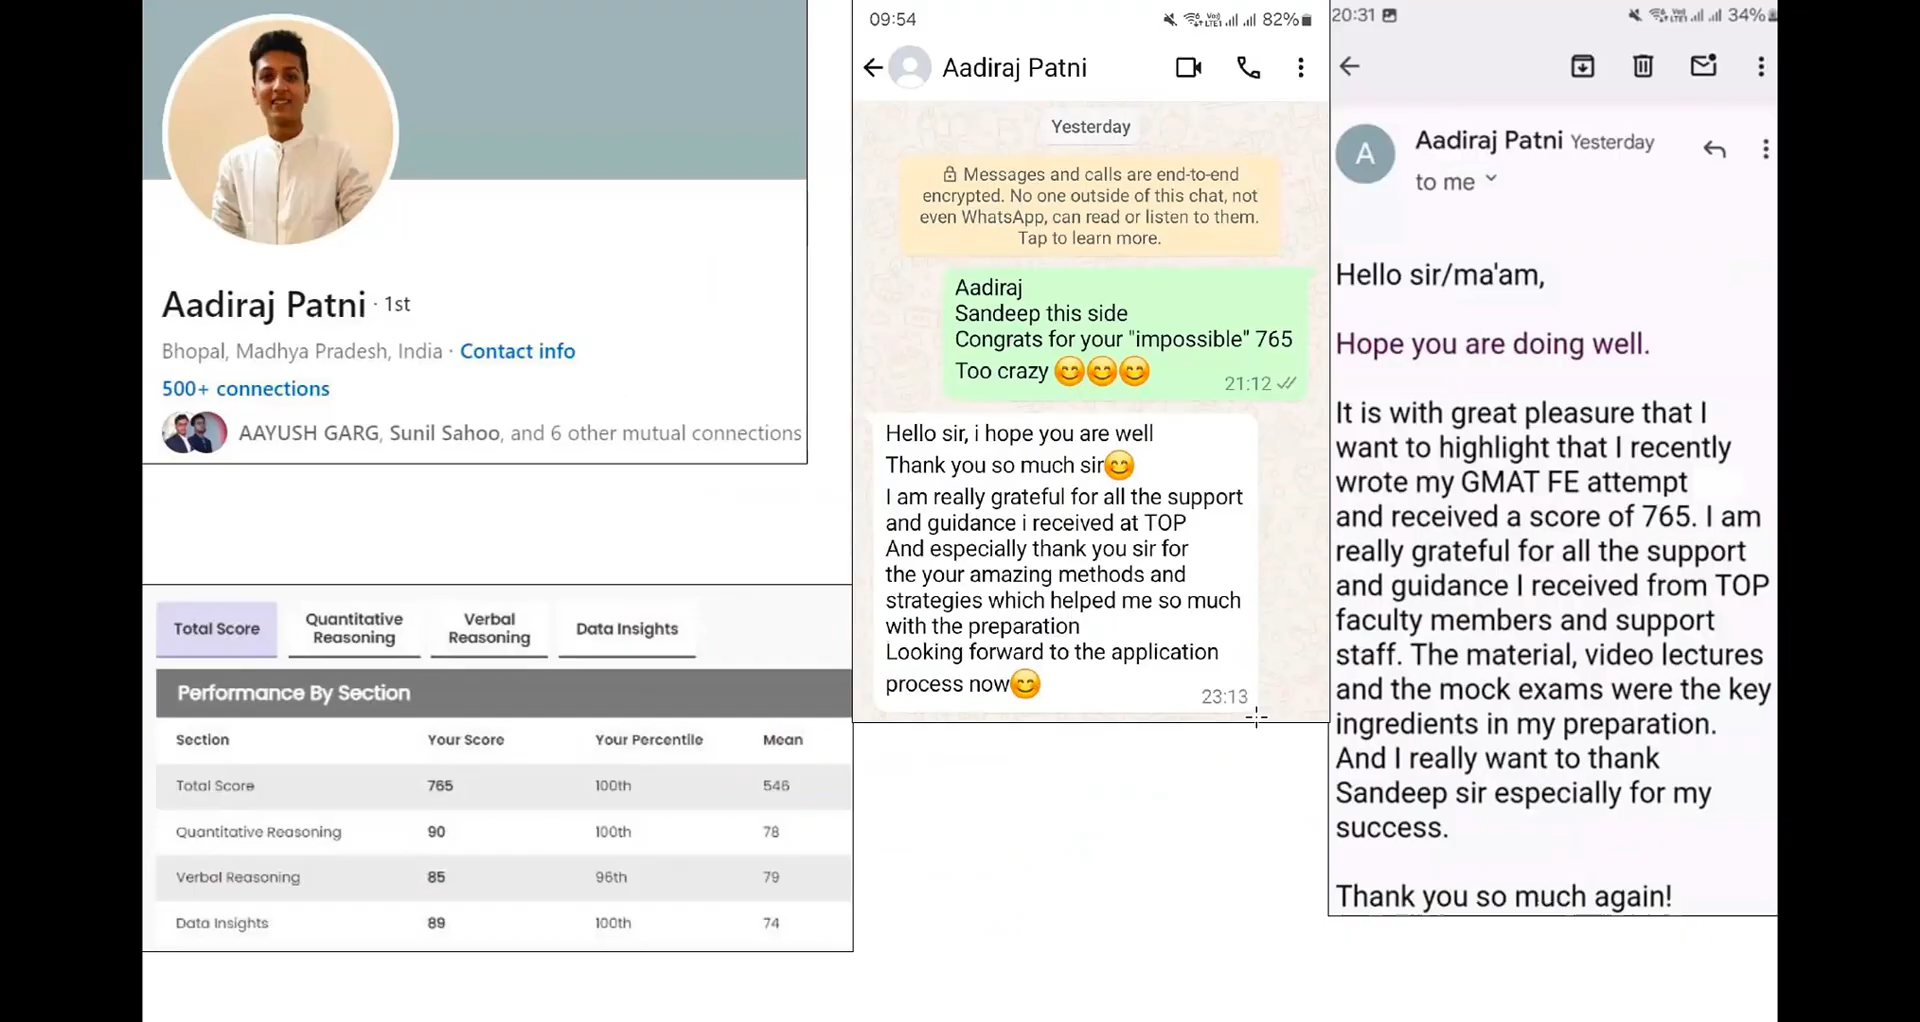 Aadiraj Patni · 1st
Bhopal, Madhya Pradesh, India · Contact info
500+ connections
AAYUSH GARG, Sunil Sahoo, and 6 other mutual connections
Total Score
Quantitative Reasoning
Verbal Reasoning
Data Insights
Performance By Section
Section Your Score Your Percentile Mean
Total Score 765 100th 546
Quantitative Reasoning 90 100th 78
Verbal Reasoning 85 96th 79
Data Insights 89 100th 74
09:54 82%
Aadiraj Patni
Yesterday
Messages and calls are end-to-end
encrypted. No one outside of this chat, not
even WhatsApp, can read or listen to them.
Tap to learn more.
Aadiraj
Sandeep this side
Congrats for your "impossible" 765
Too crazy 😊😊😊
21:12
Hello sir, i hope you are well
Thank you so much sir😊
I am really grateful for all the support
and guidance i received at TOP
And especially thank you sir for
the your amazing methods and
strategies which helped me so much
with the preparation
Looking forward to the application
process now😊
23:13
20:31 34%
A
Aadiraj Patni Yesterday
to me
Hello sir/ma'am,
Hope you are doing well.
It is with great pleasure that I
want to highlight that I recently
wrote my GMAT FE attempt
and received a score of 765. I am
really grateful for all the support
and guidance I received from TOP
faculty members and support
staff. The material, video lectures
and the mock exams were the key
ingredients in my preparation.
And I really want to thank
Sandeep sir especially for my
success.
Thank you so much again!